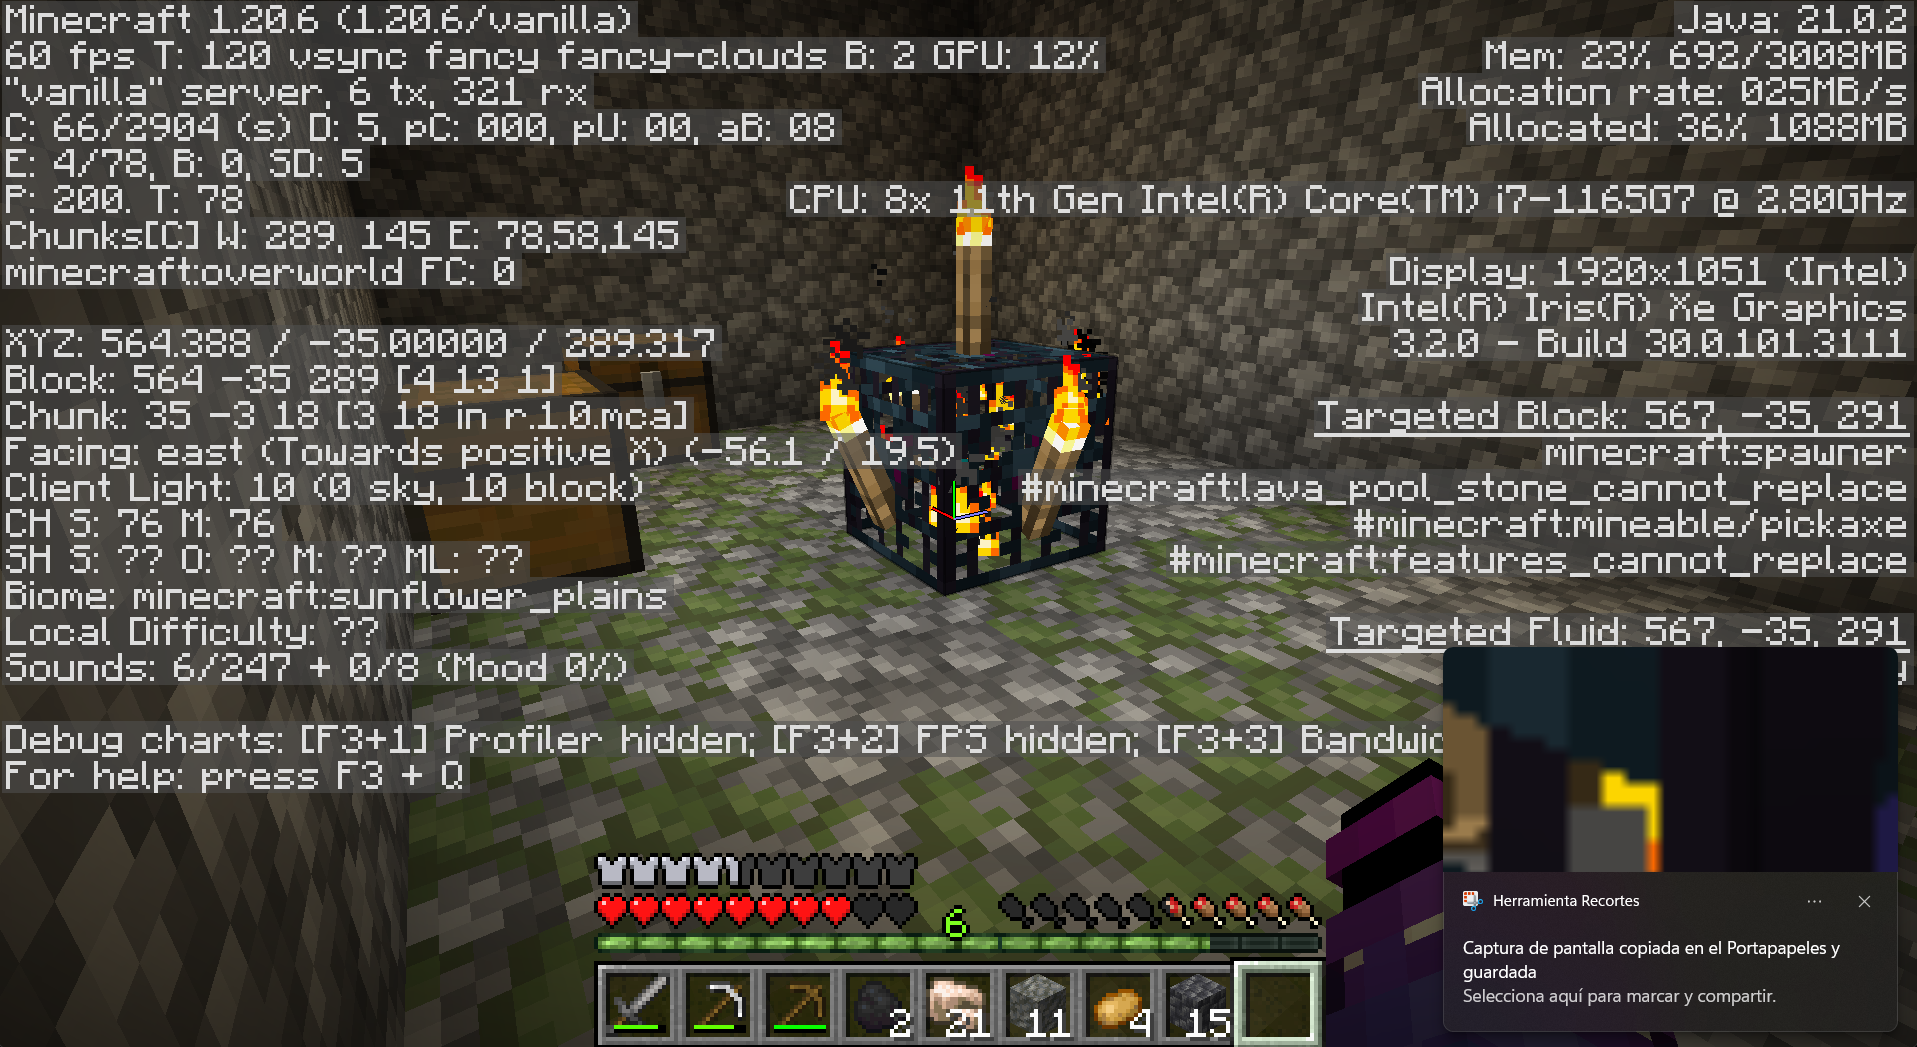 Minecraft 1.20.6 (1.20.6/vanilla)
60 fps T: 120 vsync fancy fancy-clouds B: 2 GPU: 12%
"vanilla" server, 6 tx, 321 rx
C: 66/2904 (s) D: 5, pC: 000, pU: 00, aB: 08
E: 4/78, B: 0, SD: 5
P: 200. T: 78
Chunks[C] W: 289, 145 E: 78,58,145
minecraft:overworld FC: 0
XYZ: 564.388 / -35.00000 / 289.317
Block: 564 -35 289 [4 13 1]
Chunk: 35 -3 18 [3 18 in r.1.0.mca]
Facing: east (Towards positive X) (-56.1 / 19.5)
Client Light: 10 (0 sky, 10 block)
CH S: 76 M: 76
SH S: ?? O: ?? M: ?? ML: ??
Biome: minecraft:sunflower_plains
Local Difficulty: ??
Sounds: 6/247 + 0/8 (Mood 0%)
Debug charts: [F3+1] Profiler hidden; [F3+2] FPS hidden; [F3+3]
For help: press F3 + Q
Java: 21.0.2
Mem: 23% 692/3008MB
Allocation rate: 025MB/s
Allocated: 36% 1088MB
CPU: 8x 11th Gen Intel(R) Core(TM) i7-1165G7 @ 2.80GHz
Display: 1920x1051 (Intel)
Intel(R) Iris(R) Xe Graphics
3.2.0 - Build 30.0.101.3111
Targeted Block: 567, -35, 291
minecraft:spawner
#minecraft:lava_pool_stone_cannot_replace
#minecraft:mineable/pickaxe
#minecraft:features_cannot_replace
Targeted Fluid: 567, -35, 291
6
2
21
11
4
15
Herramienta Recortes
Captura de pantalla copiada en el Portapapeles y
guardada
Selecciona aquí para marcar y compartir.